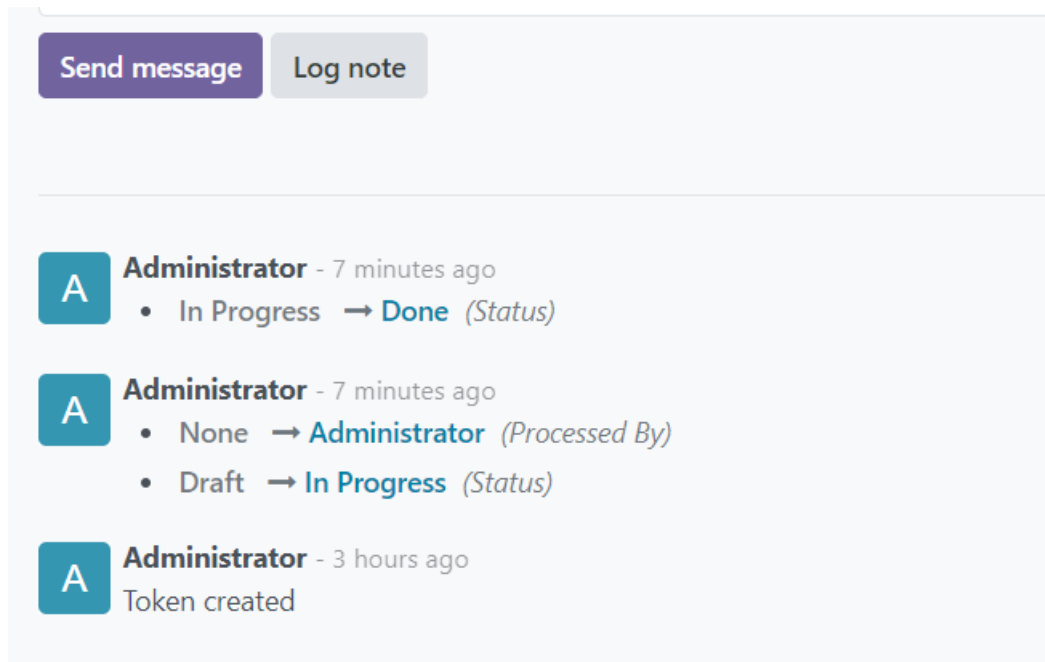 Send message Log note
A
Administrator - 7 minutes ago
• In Progress → Done (Status)
A
Administrator - 7 minutes ago
• None → Administrator (Processed By)
• Draft → In Progress (Status)
A
Administrator - 3 hours ago
Token created